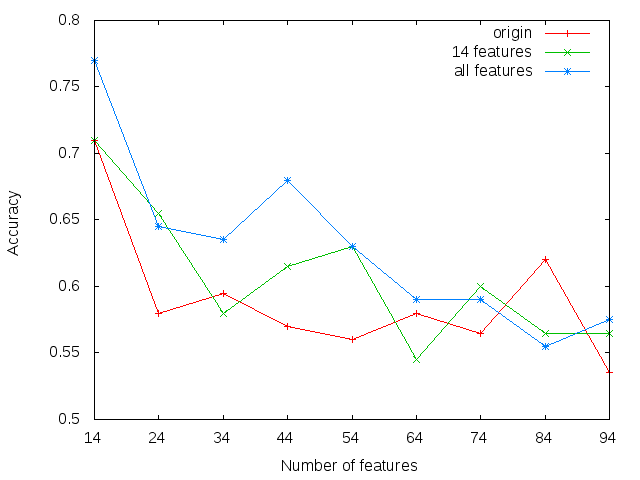 0.8
0.75
0.7
0.65
0.6
0.55
0.5
Accuracy
origin
14 features
all features
14 24 34 44 54 64 74 84 94
Number of features